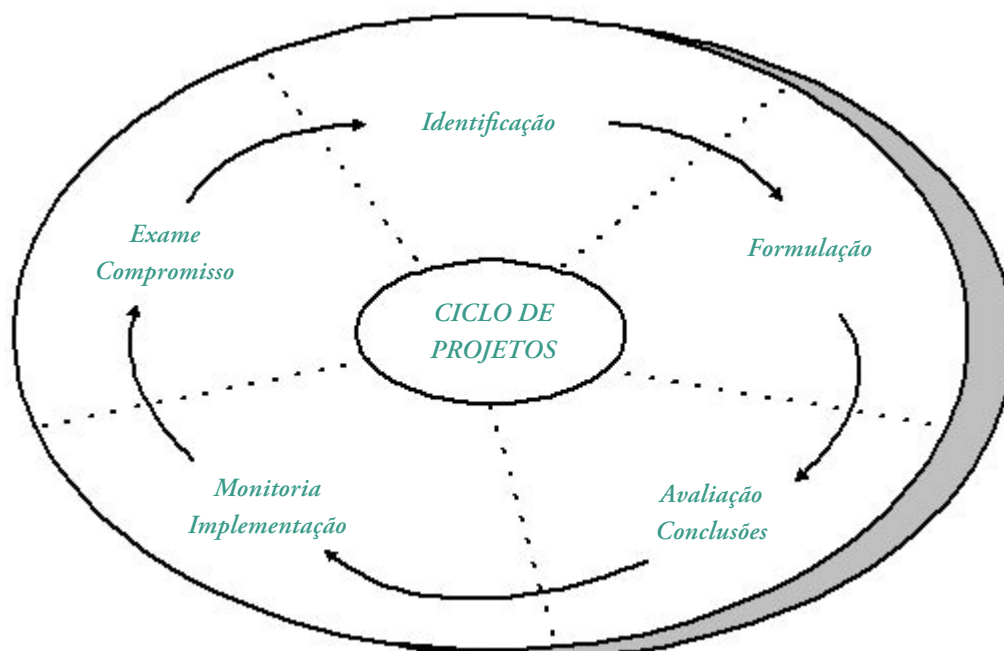 Identificação
Exame
Compromisso
Formulação
CICLO DE
PROJETOS
Monitoria
Implementação
Avaliação
Conclusões